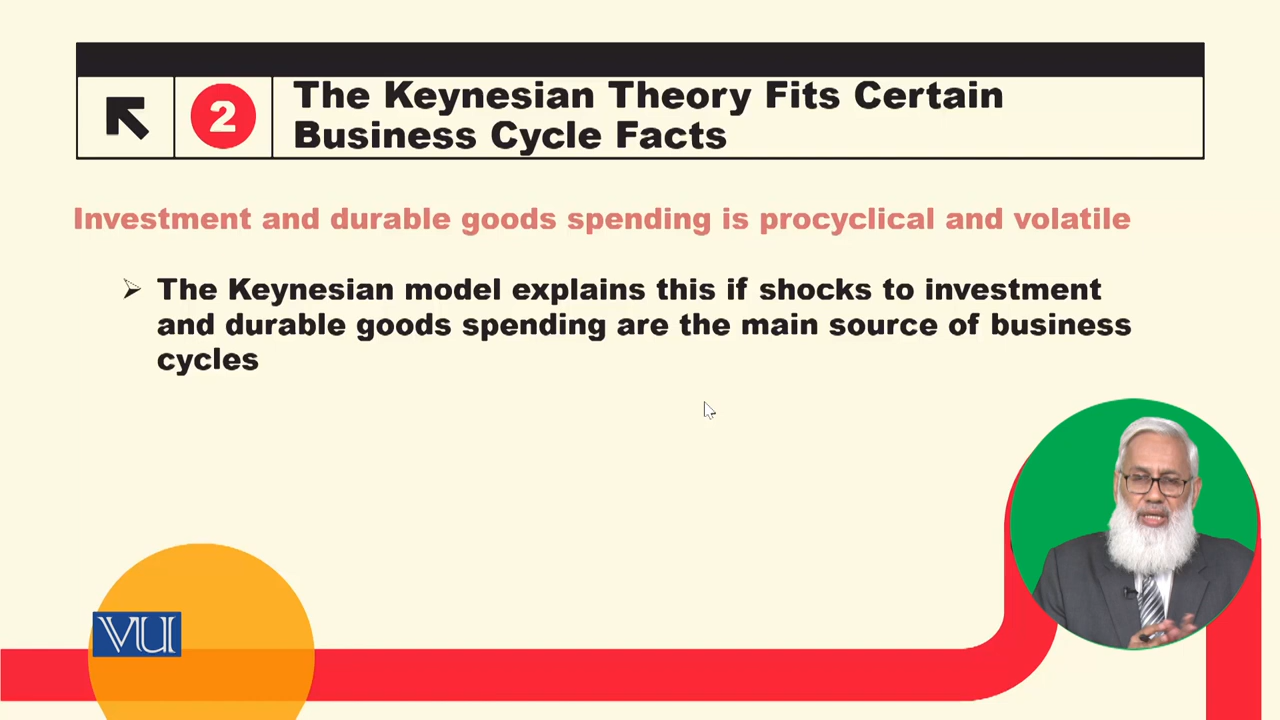 2
The Keynesian Theory Fits Certain
Business Cycle Facts
Investment and durable goods spending is procyclical and volatile
The Keynesian model explains this if shocks to investment
and durable goods spending are the main source of business
cycles
VU